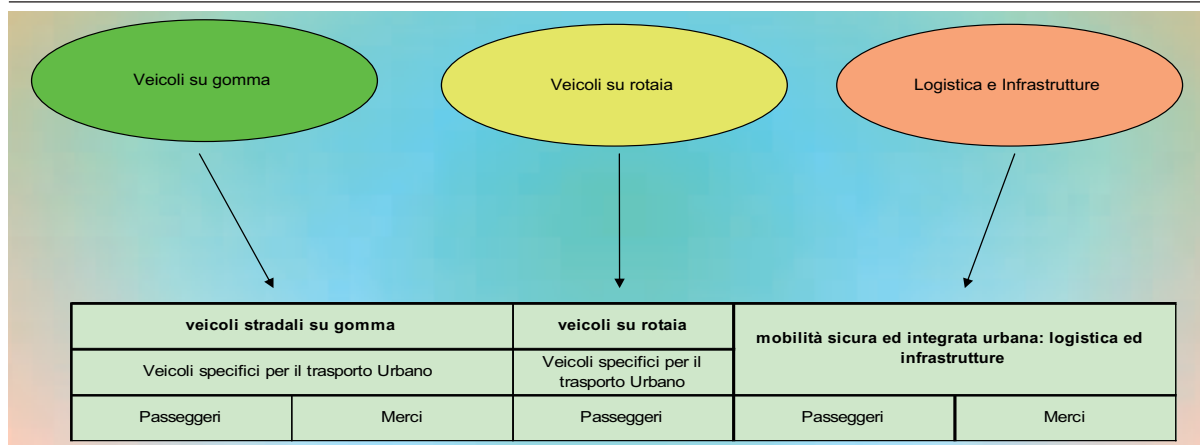 Veicoli su gomma
Veicoli su rotaia
Logistica e Infrastrutture
veicoli stradali su gomma
veicoli su rotaia
mobilità sicura ed integrata urbana: logistica ed
infrastrutture
Veicoli specifici per il trasporto Urbano
Veicoli specifici per il
trasporto Urbano
Passeggeri
Merci
Passeggeri
Passeggeri
Merci